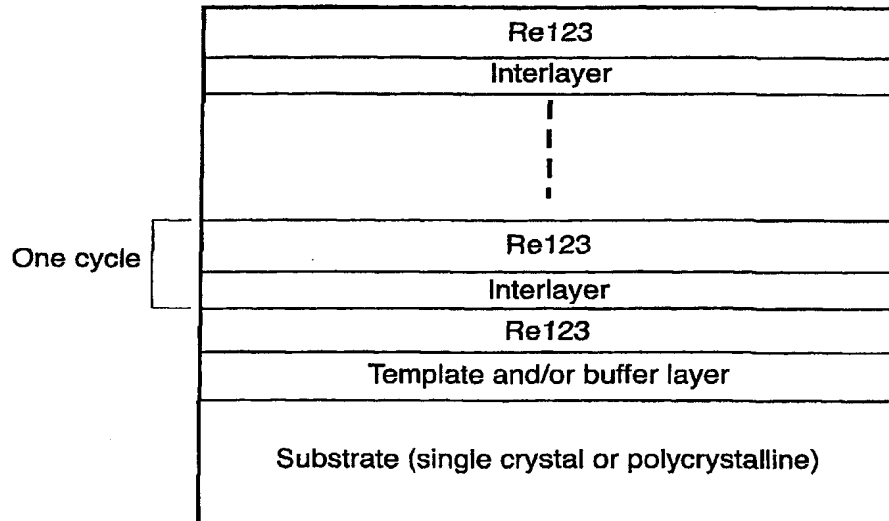 Re123
Interlayer
Re123
One cycle
Interlayer
Re123
Template and/or buffer layer
Substrate (single crystal or polycrystalline)